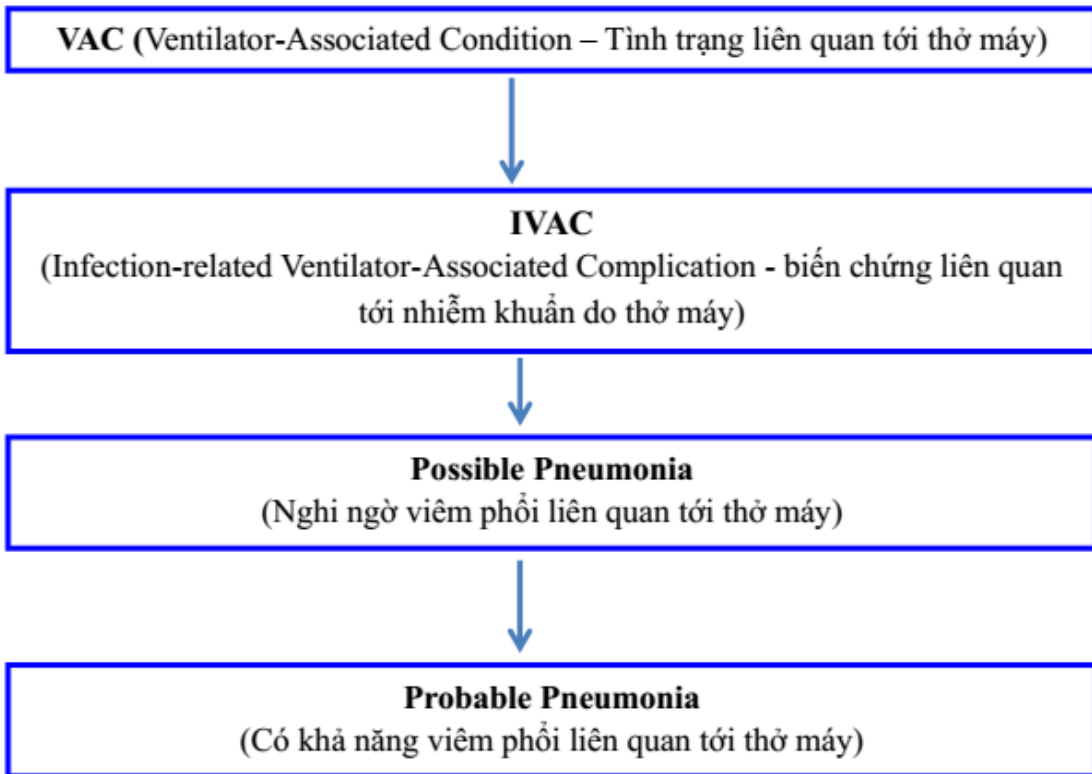 VAC (Ventilator-Associated Condition – Tình trạng liên quan tới thở máy)
IVAC
(Infection-related Ventilator-Associated Complication - biến chứng liên quan
tới nhiễm khuẩn do thở máy)
Possible Pneumonia
(Nghi ngờ viêm phổi liên quan tới thở máy)
Probable Pneumonia
(Có khả năng viêm phổi liên quan tới thở máy)